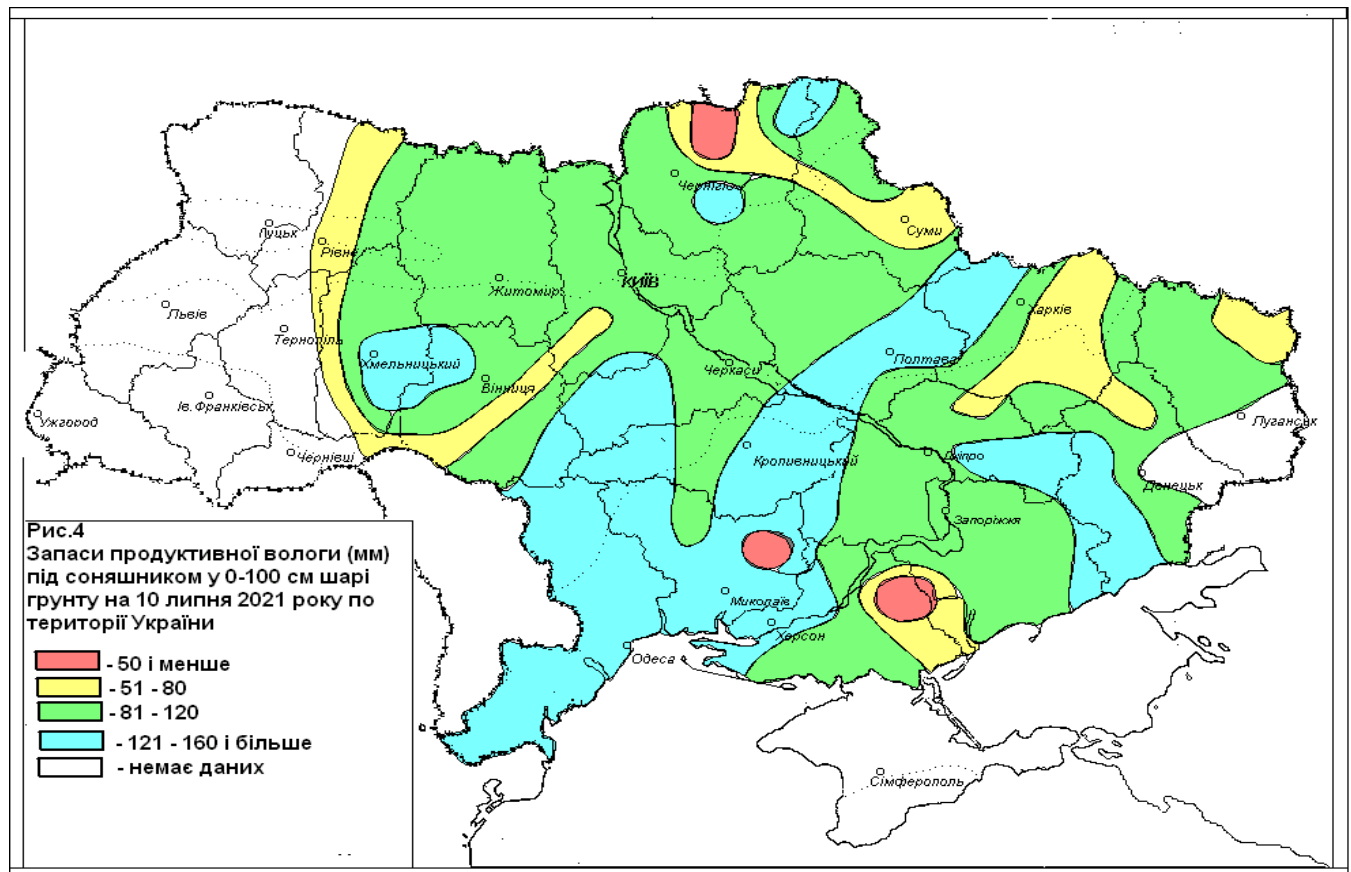 Чернігів
Суми
Луцьк
Рівне
КИЇВ
Житомир
Харків
Львів
Тернопіль
Хмельницький
Полтава
Черкаси
Вінниця
Ів.Франківськ
Ужгород
Луганськ
Чернівці
Кропивницький
Дніпро
Донецьк
Запоріжжя
Миколаїв
Херсон
Одеса
Сімферополь
Рис.4
Запаси продуктивної вологи (мм)
під соняшником у 0-100 см шарі
грунту на 10 липня 2021 року по
території України
- 50 і менше
- 51 - 80
- 81 - 120
- 121 - 160 і більше
- немає даних